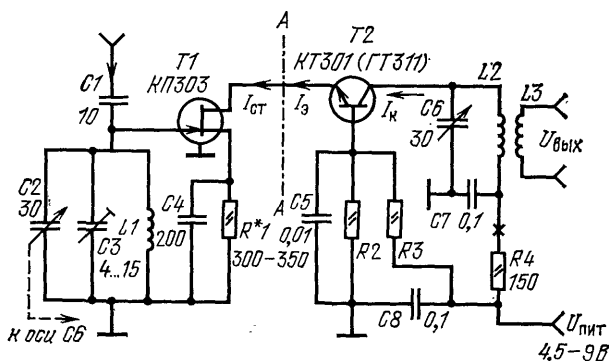 A
T1
КП303
T2
КТ301 (ГТ311)
L2
L3
C1
10
Iст
Iэ
Iк
C6
30
Uвых
C2
30
C3
4...15
L1
C4
200
R*1
300-350
A
C5
0,01
R2
R3
C7
0,1
R4
150
C8
0,1
к оси C6
Uпит
4,5-9В